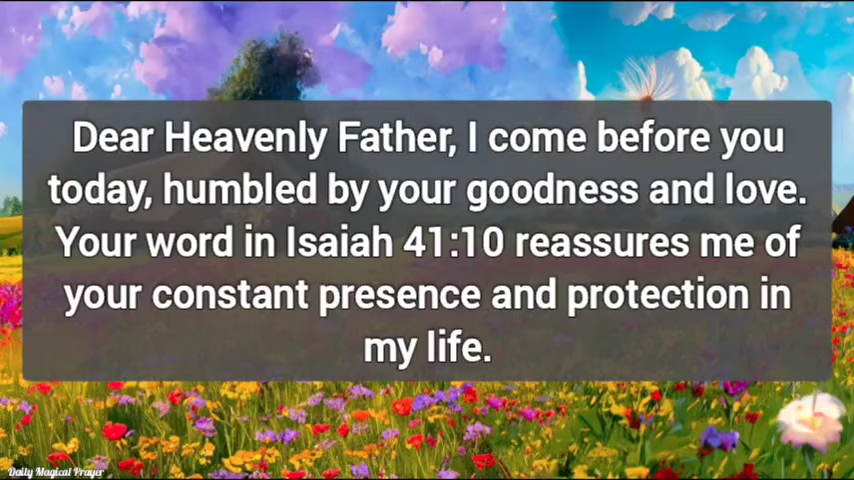 Dear Heavenly Father, I come before you
today, humbled by your goodness and love.
Your word in Isaiah 41:10 reassures me of
your constant presence and protection in
my life.
Daily Magical Prayer